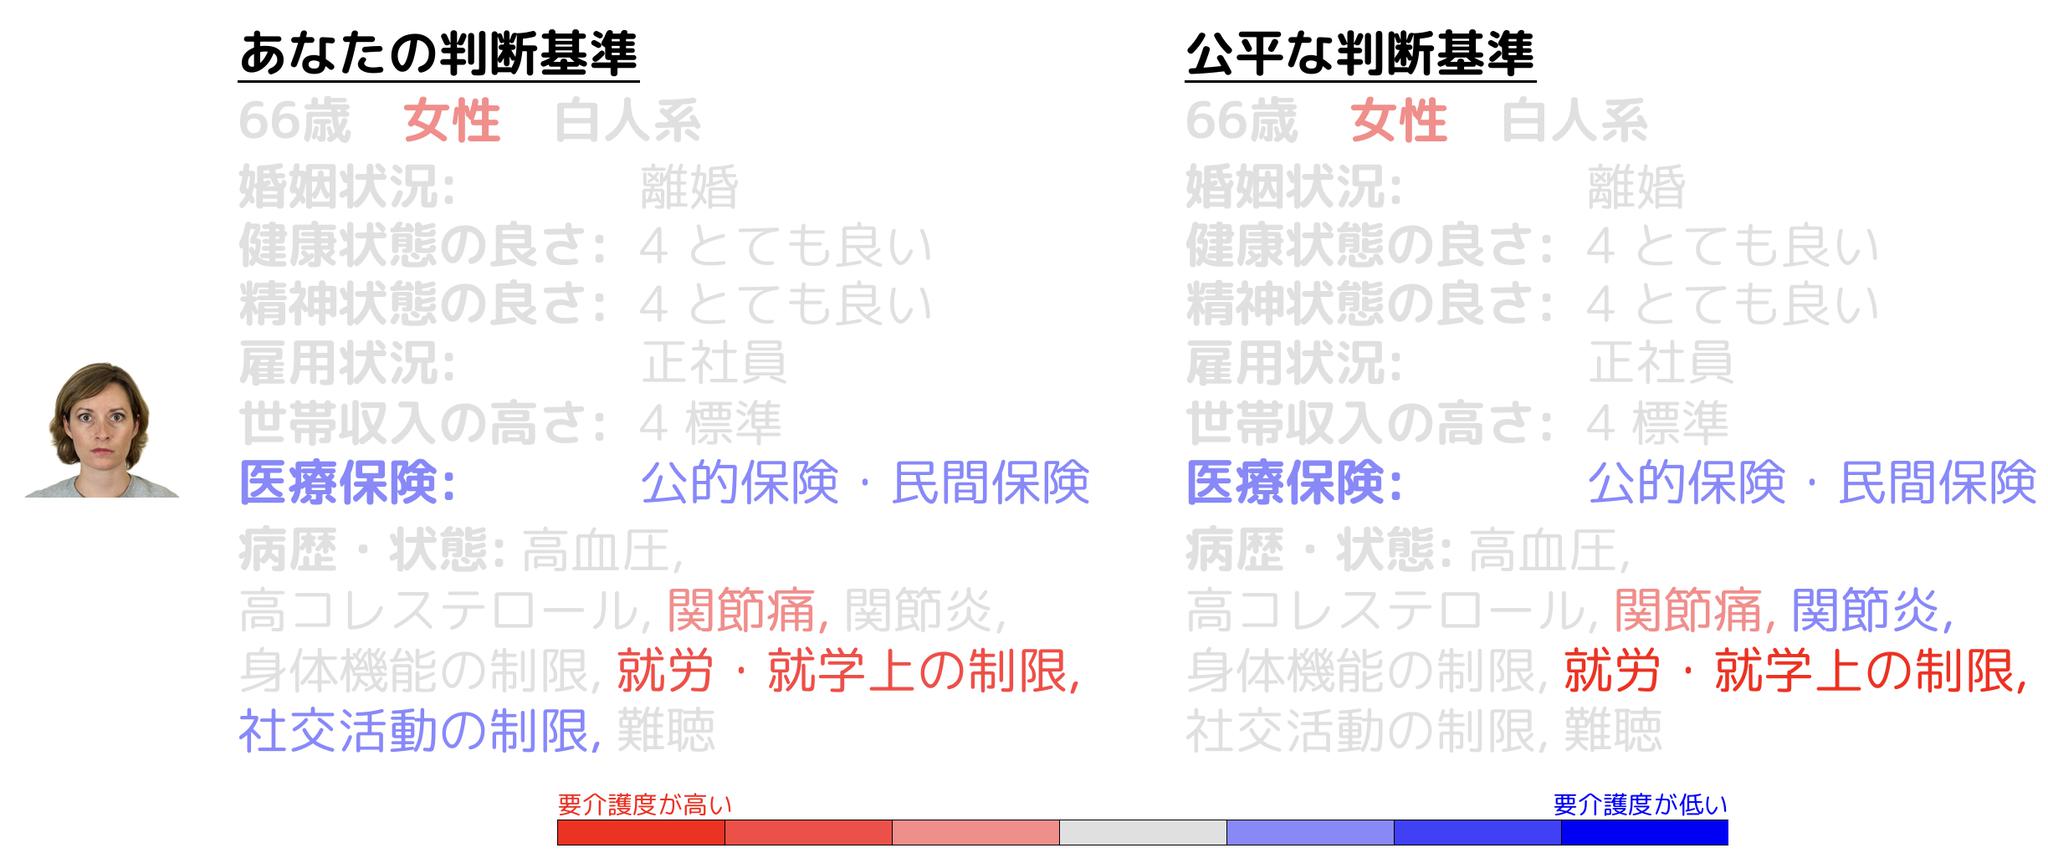 あなたの判断基準
66歳 女性 白人系
婚姻状況: 離婚
健康状態の良さ: 4 とても良い
精神状態の良さ: 4 とても良い
雇用状況: 正社員
世帯収入の高さ: 4 標準
医療保険: 公的保険・民間保険
病歴・状態: 高血圧,
高コレステロール, 関節痛, 関節炎,
身体機能の制限, 就労・就学上の制限,
社交活動の制限, 難聴
公平な判断基準
66歳 女性 白人系
婚姻状況: 離婚
健康状態の良さ: 4 とても良い
精神状態の良さ: 4 とても良い
雇用状況: 正社員
世帯収入の高さ: 4 標準
医療保険: 公的保険・民間保険
病歴・状態: 高血圧,
高コレステロール, 関節痛, 関節炎,
身体機能の制限, 就労・就学上の制限,
社交活動の制限, 難聴
要介護度が高い
要介護度が低い